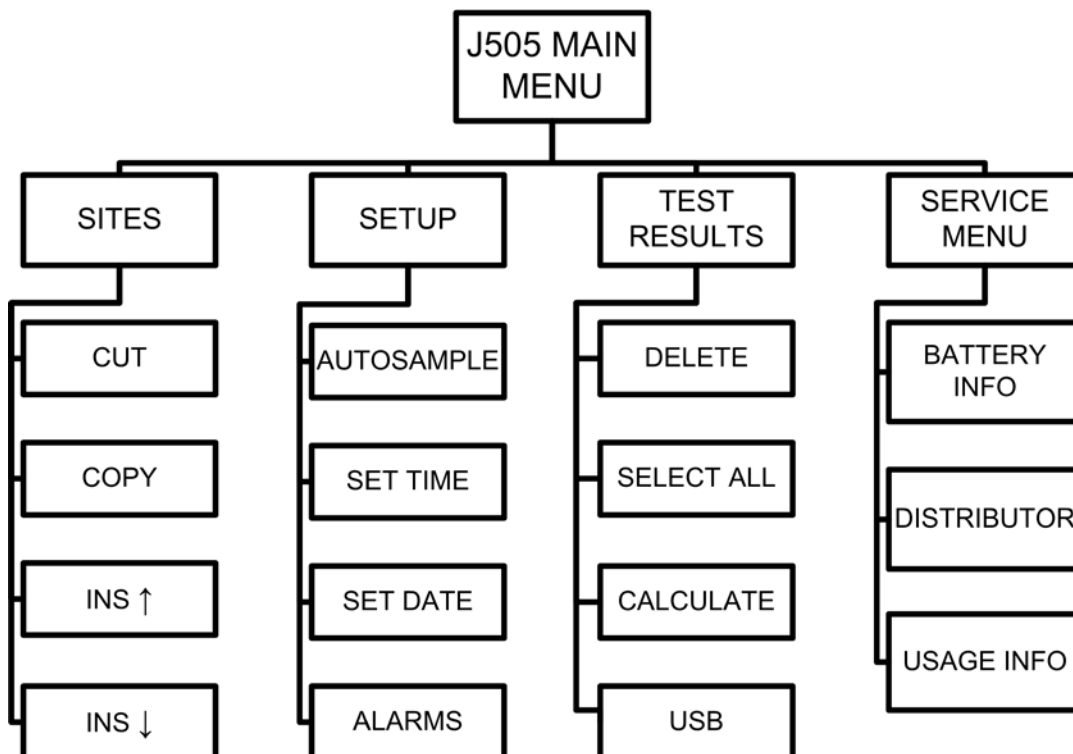 J505 MAIN
MENU
SITES
SETUP
TEST
RESULTS
SERVICE
MENU
CUT
COPY
INS ↑
INS ↓
AUTOSAMPLE
SET TIME
SET DATE
ALARMS
DELETE
SELECT ALL
CALCULATE
USB
BATTERY
INFO
DISTRIBUTOR
USAGE INFO